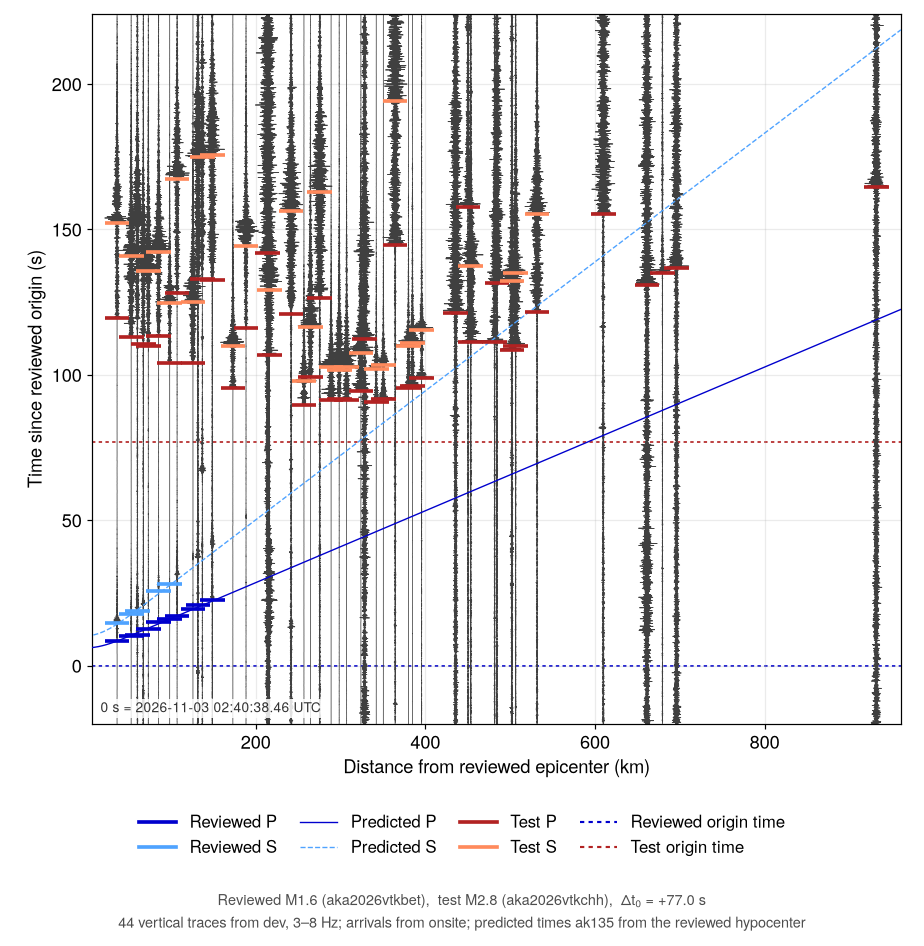 200
150
100
50
0
Time since reviewed origin (s)
0 s = 2026-11-03 02:40:38.46 UTC
200 400 600 800
Distance from reviewed epicenter (km)
Reviewed P Predicted P Test P Reviewed origin time
Reviewed S Predicted S Test S Test origin time
Reviewed M1.6 (aka2026vtkbet), test M2.8 (aka2026vtkchh), Δt₀ = +77.0 s
44 vertical traces from dev, 3–8 Hz; arrivals from onsite; predicted times ak135 from the reviewed hypocenter